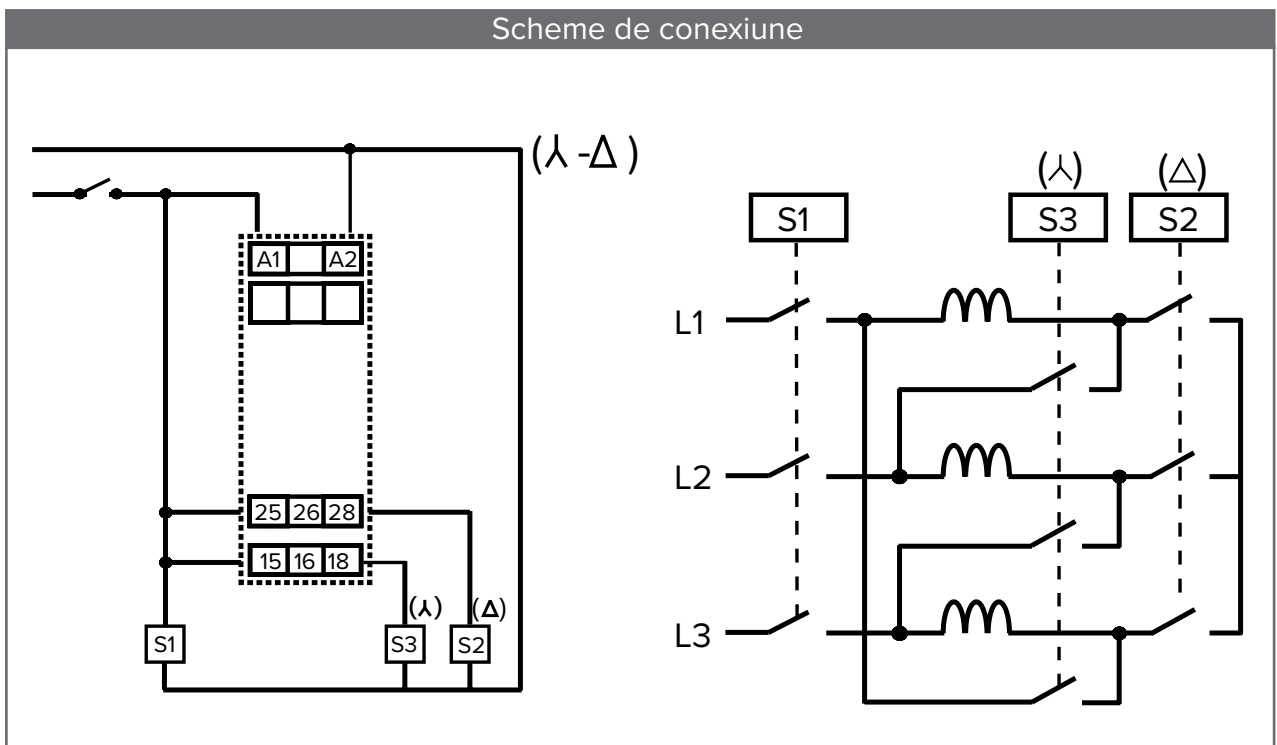 Scheme de conexiune
(⅄ -Δ )
A1 A2
25 26 28
15 16 18
(⅄) (Δ)
S1 S3 S2
(⅄) (△)
S1 S3 S2
L1
L2
L3